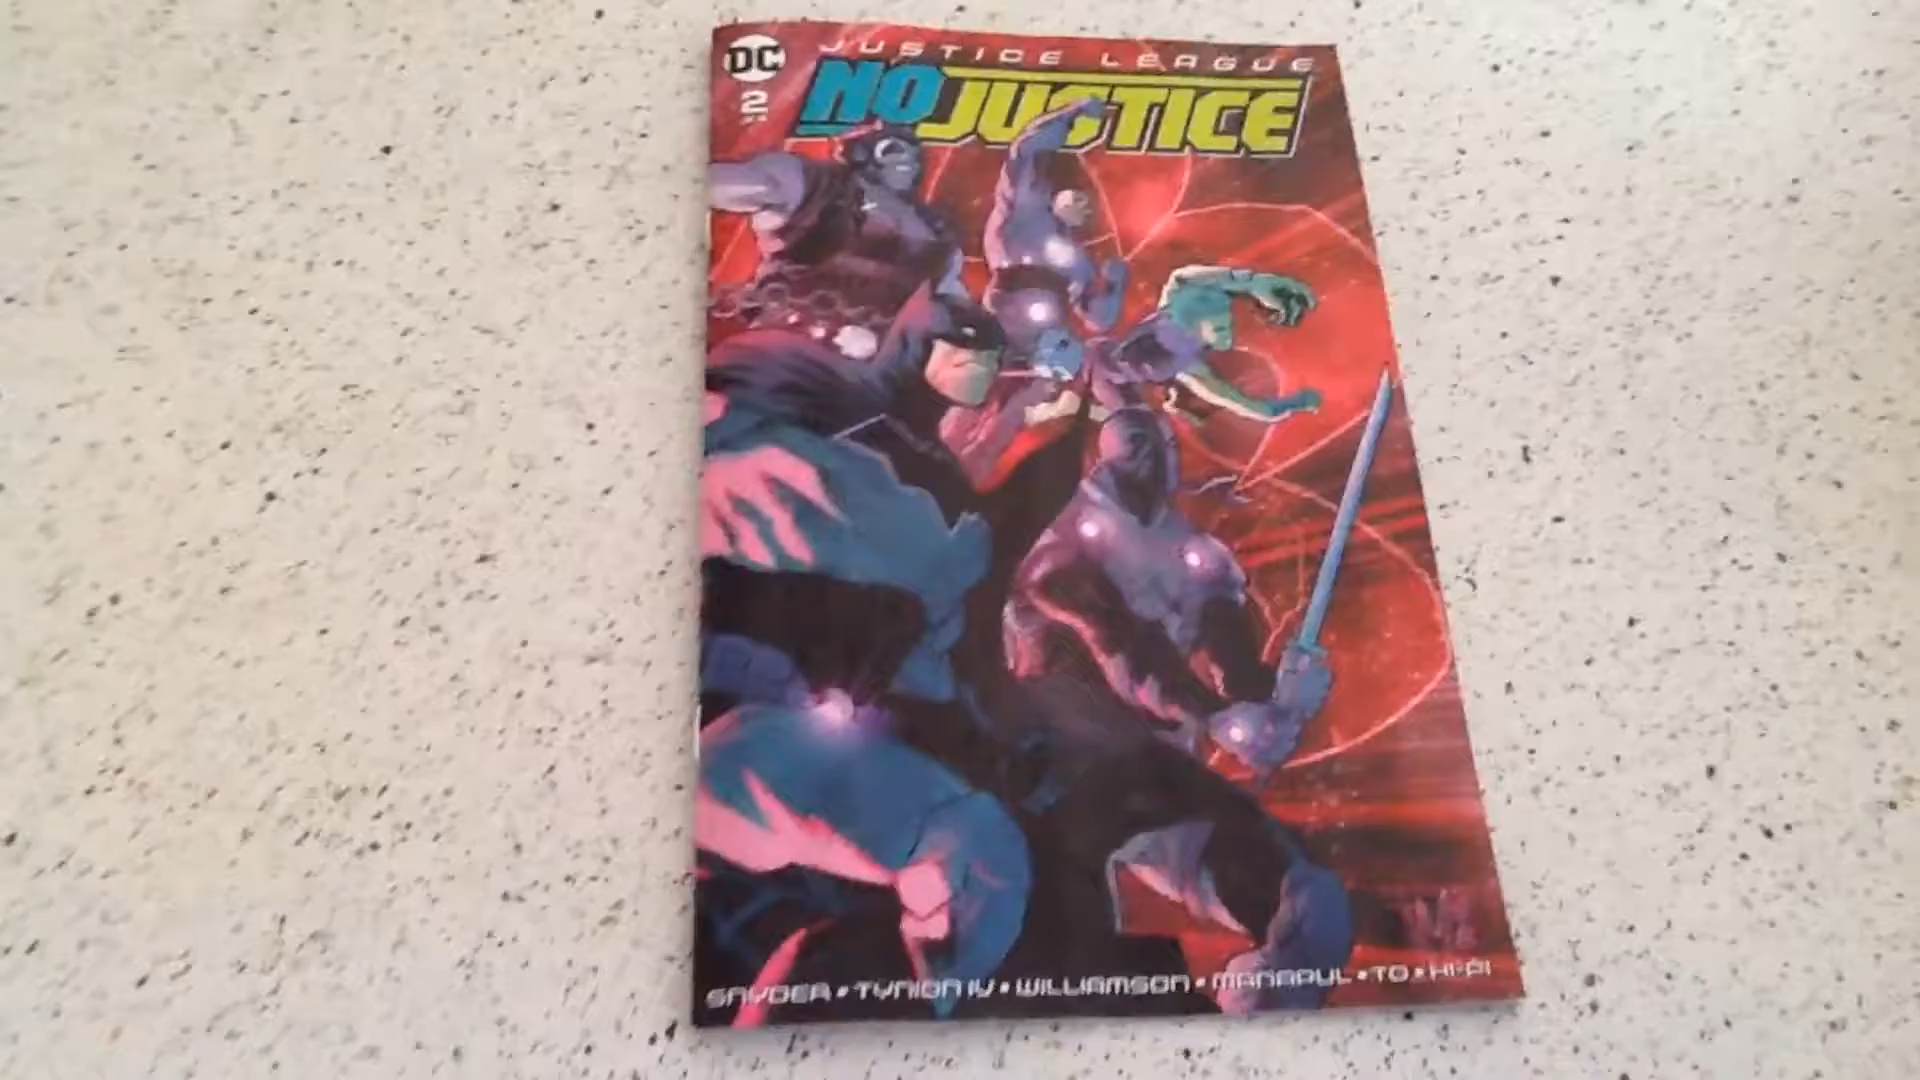 DC
JUSTICE LEAGUE
2
NO JUSTICE
SNYDER • TYNION IV • WILLIAMSON • MANAPUL • TO • HI-FI